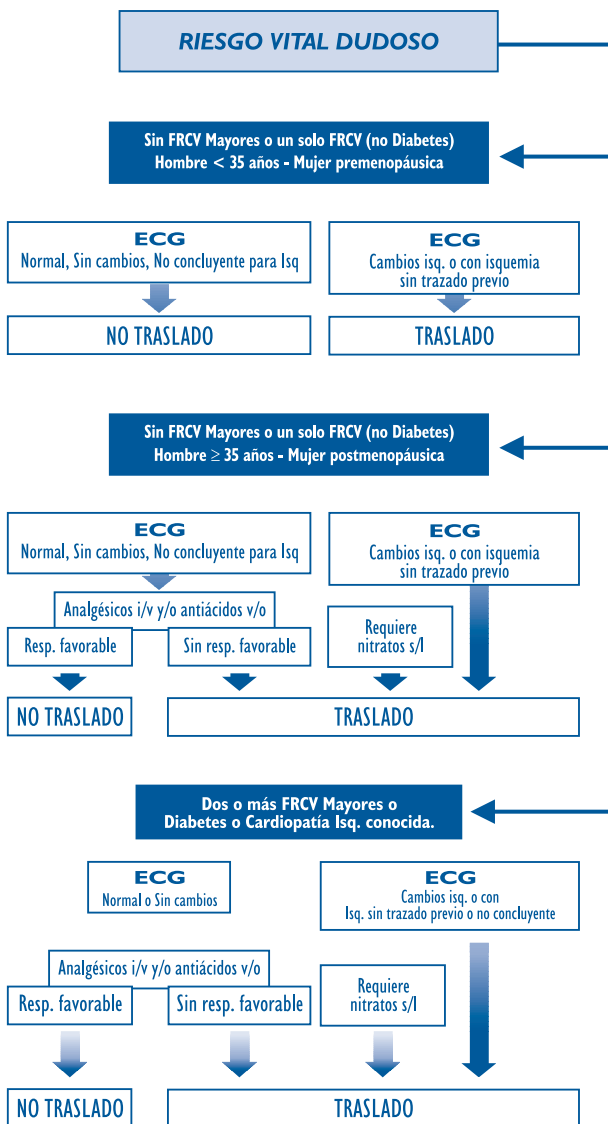 RIESGO VITAL DUDOSO
Sin FRCV Mayores o un solo FRCV (no Diabetes)
Hombre < 35 años - Mujer premenopáusica
ECG
Normal, Sin cambios, No concluyente para Isq
ECG
Cambios isq. o con isquemia
sin trazado previo
NO TRASLADO
TRASLADO
Sin FRCV Mayores o un solo FRCV (no Diabetes)
Hombre ≥ 35 años - Mujer postmenopáusica
ECG
Normal, Sin cambios, No concluyente para Isq
ECG
Cambios isq. o con isquemia
sin trazado previo
Analgésicos i/v y/o antiácidos v/o
Resp. favorable
Sin resp. favorable
Requiere
nitratos s/l
NO TRASLADO
TRASLADO
Dos o más FRCV Mayores o
Diabetes o Cardiopatía Isq. conocida.
ECG
Normal o Sin cambios
ECG
Cambios isq. o con
Isq. sin trazado previo o no concluyente
Analgésicos i/v y/o antiácidos v/o
Resp. favorable
Sin resp. favorable
Requiere
nitratos s/l
NO TRASLADO
TRASLADO